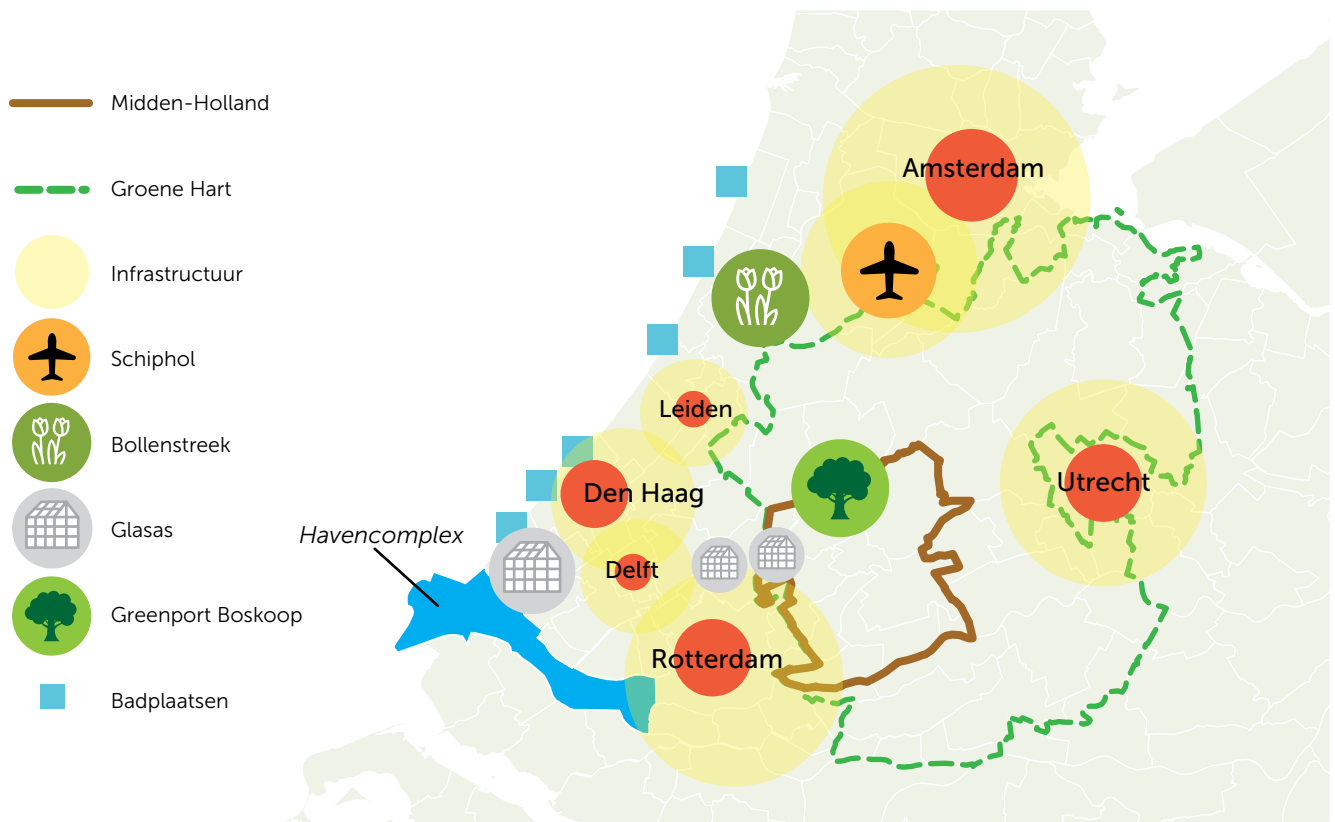 Midden-Holland
Groene Hart
Infrastructuur
Schiphol
Bollenstreek
Glasas
Greenport Boskoop
Badplaatsen
Amsterdam
Leiden
Den Haag
Utrecht
Havencomplex
Delft
Rotterdam